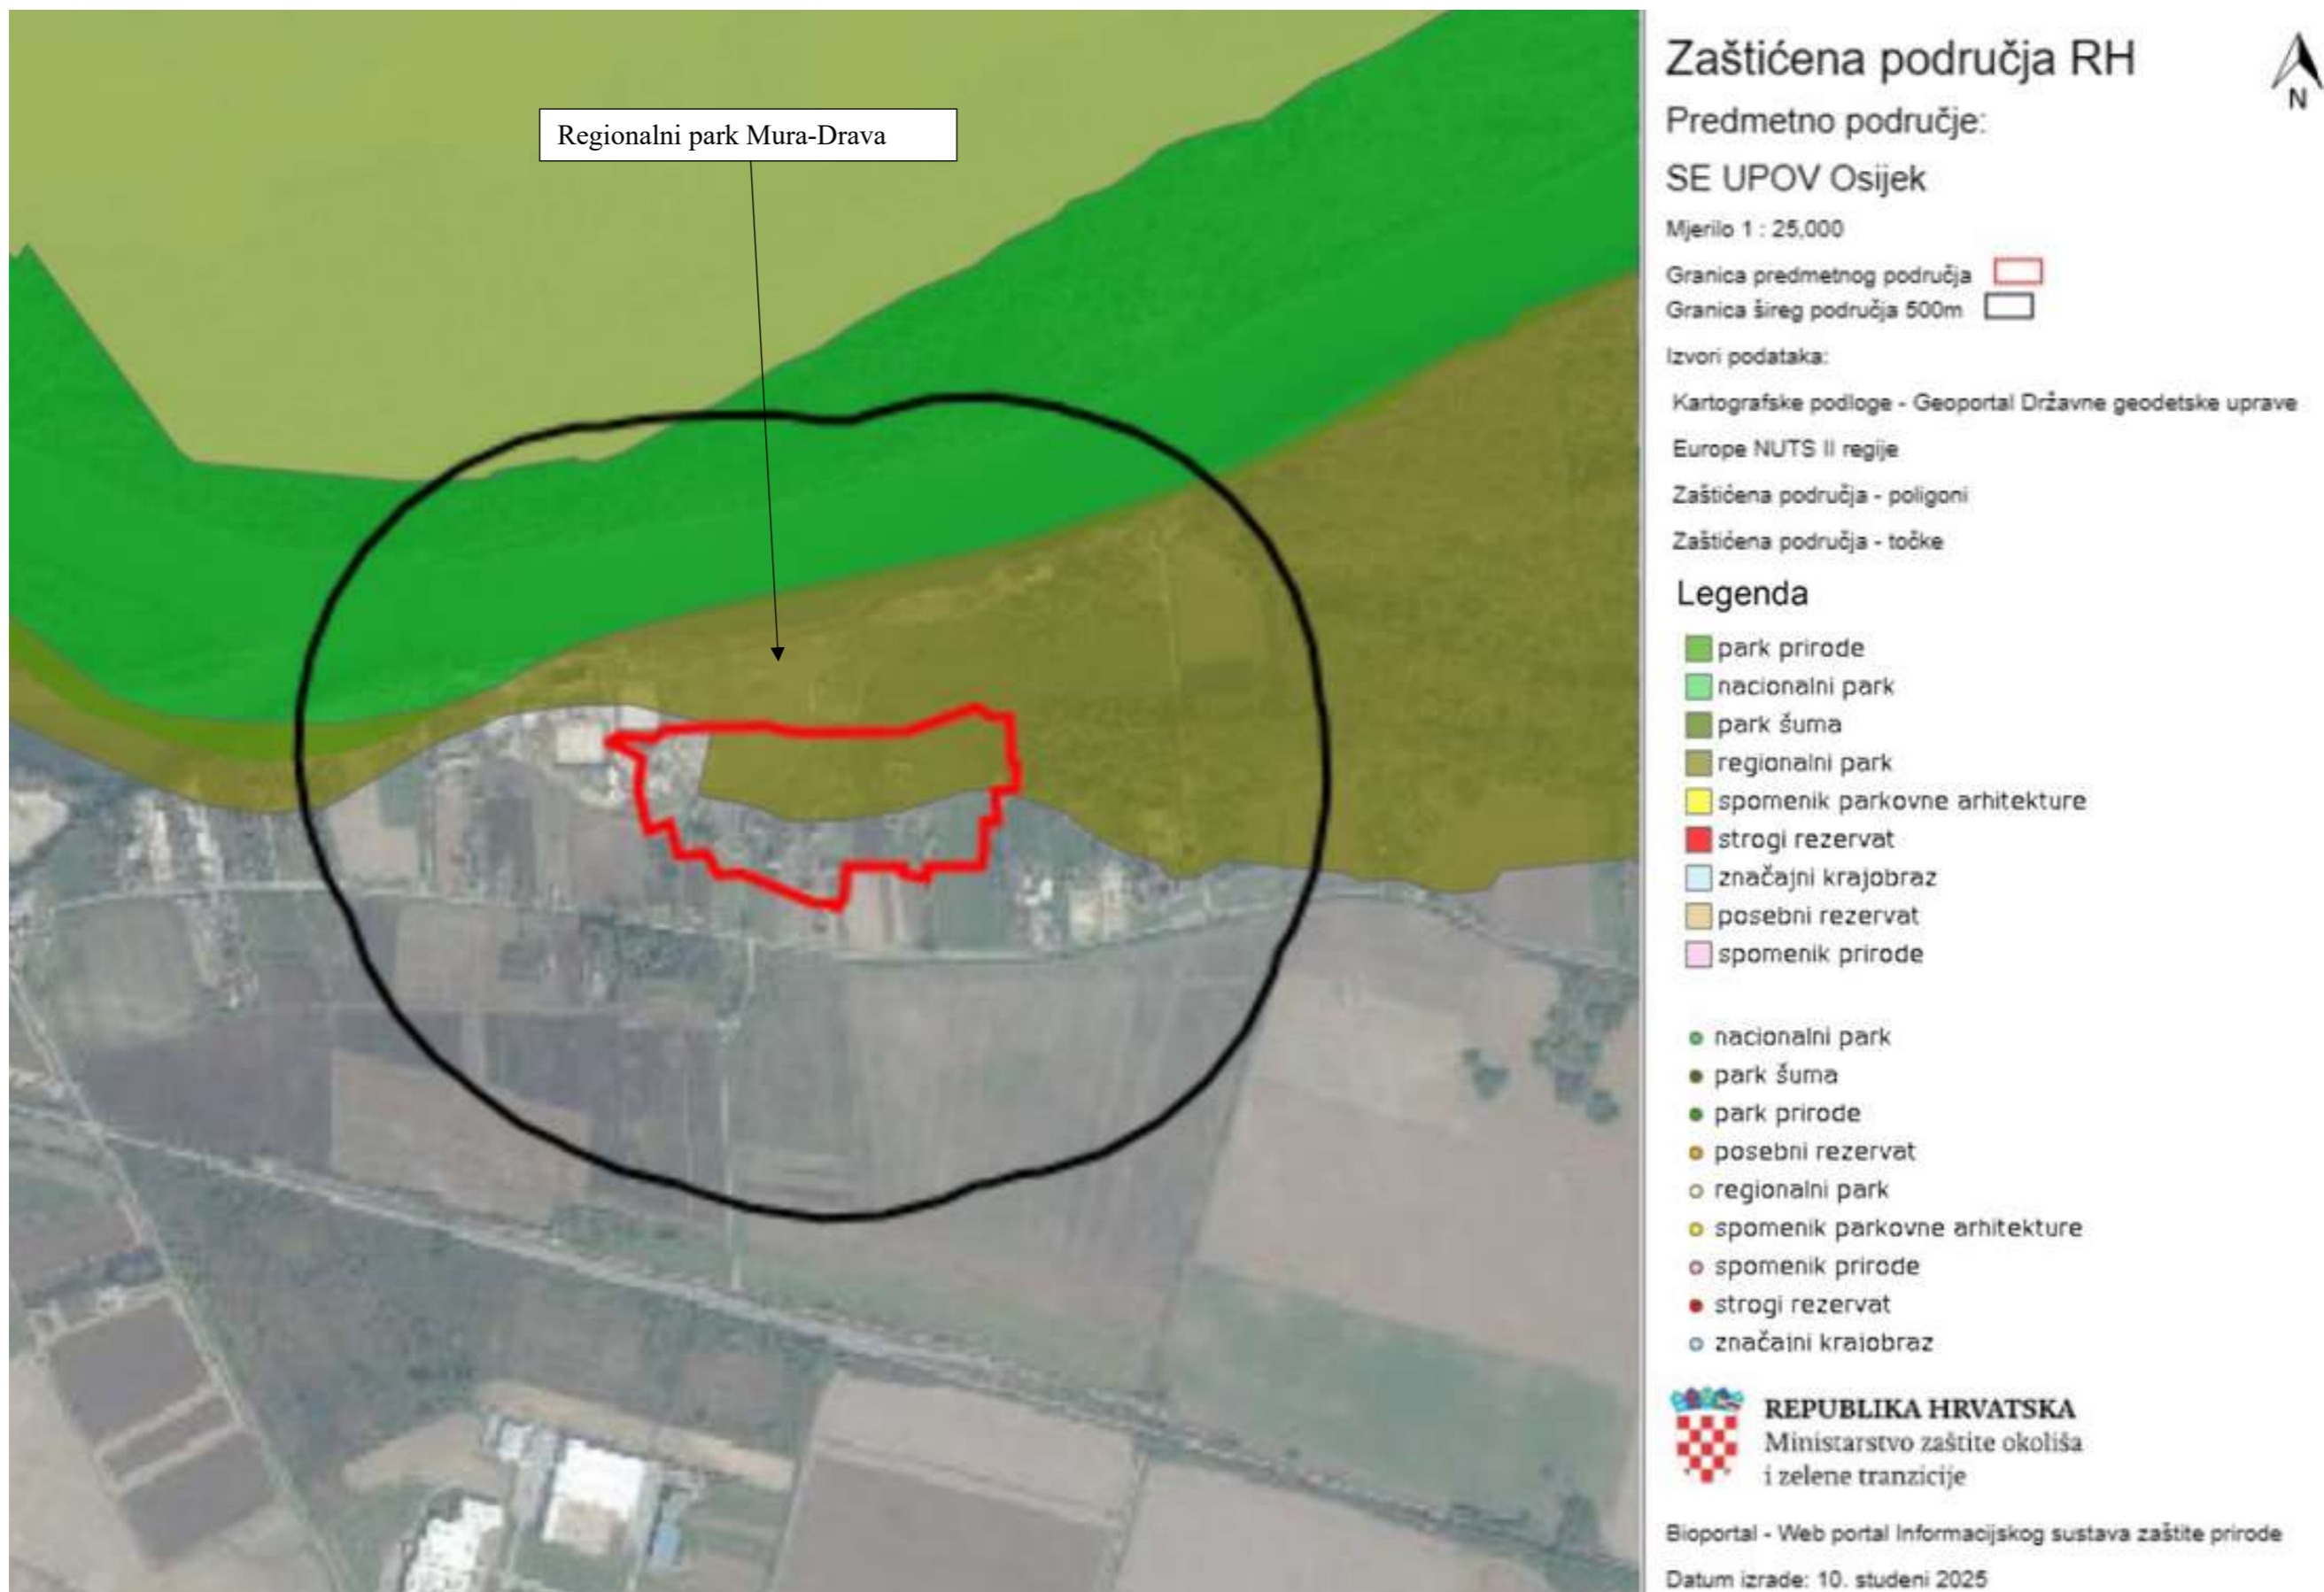 Regionalni park Mura-Drava
Zaštićena područja RH
N
Predmetno područje:
SE UPOV Osijek
Mjerilo 1 : 25,000
Granica predmetnog područja
Granica šireg područja 500m
Izvori podataka:
Kartografske podloge - Geoportal Državne geodetske uprave
Europe NUTS II regije
Zaštićena područja - poligoni
Zaštićena područja - točke
Legenda
park prirode
nacionalni park
park šuma
regionalni park
spomenik parkovne arhitekture
strogi rezervat
značajni krajobraz
posebni rezervat
spomenik prirode
nacionalni park
park šuma
park prirode
posebni rezervat
regionalni park
spomenik parkovne arhitekture
spomenik prirode
strogi rezervat
značajni krajobraz
REPUBLIKA HRVATSKA
Ministarstvo zaštite okoliša
i zelene tranzicije
Bioportal - Web portal Informacijskog sustava zaštite prirode
Datum izrade: 10. studeni 2025